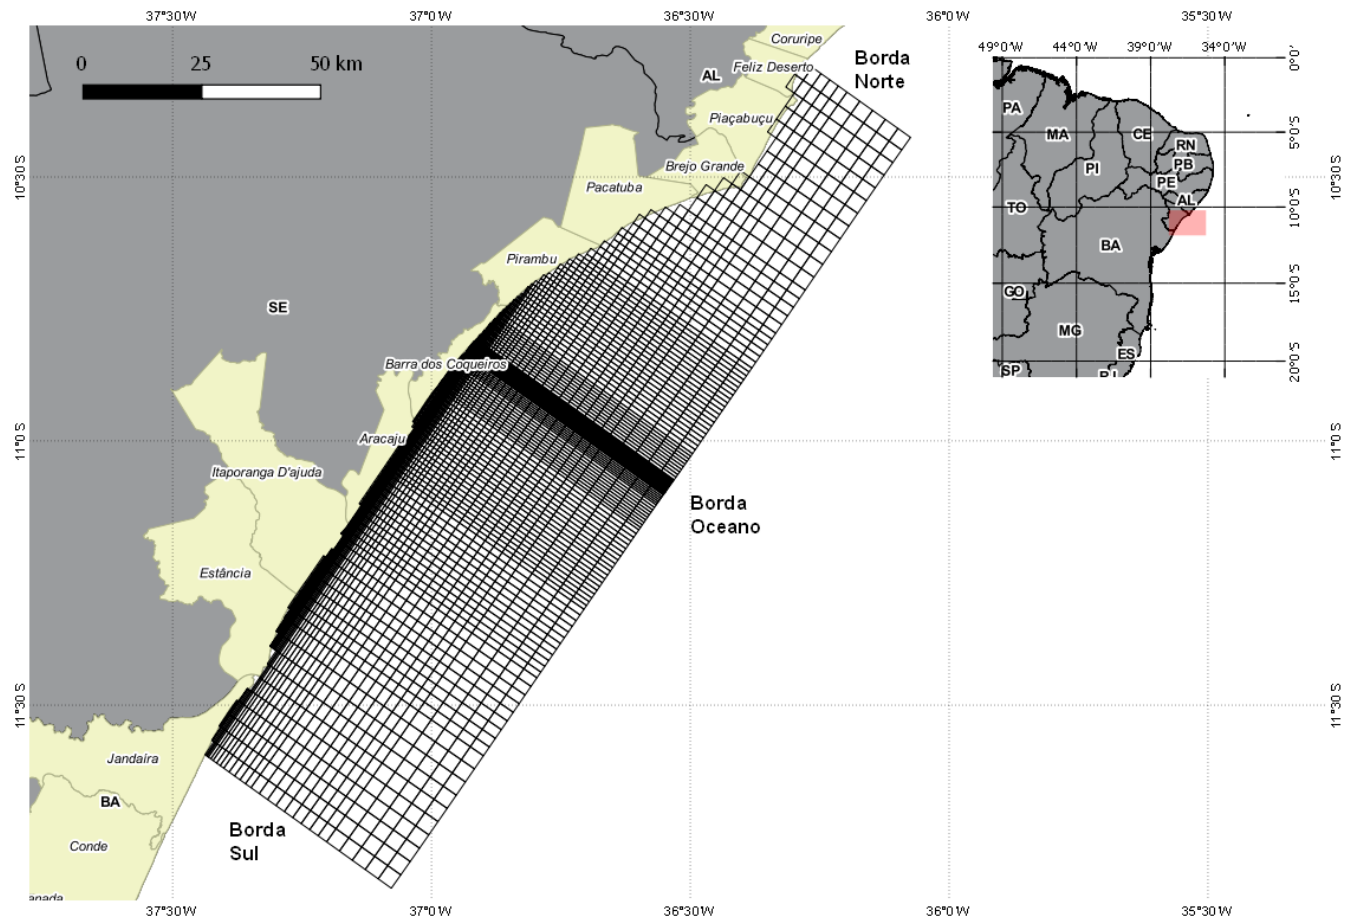 37°30'W 37°0'W 36°30'W 36°0'W 35°30'W
0 25 50 km
Coruripe
Feliz Deserto
AL
Borda
Norte
Piaçabuçu
Brejo Grande
Pacatuba
10°30'S
10°30'S
Pirambu
SE
Barra dos Coqueiros
Aracaju
11°0'S
11°0'S
Itaporanga D'ajuda
Borda
Oceano
Estância
11°30'S
11°30'S
Jandaíra
BA
Borda
Sul
Conde
anada
37°30'W 37°0'W 36°30'W 36°0'W 35°30'W
49°0'W 44°0'W 39°0'W 34°0'W
0°0'
PA
MA
CE
5°0'S
RN
PB
PI
PE
AL
TO
10°0'S
BA
GO
15°0'S
MG
ES
SP
RJ
20°0'S